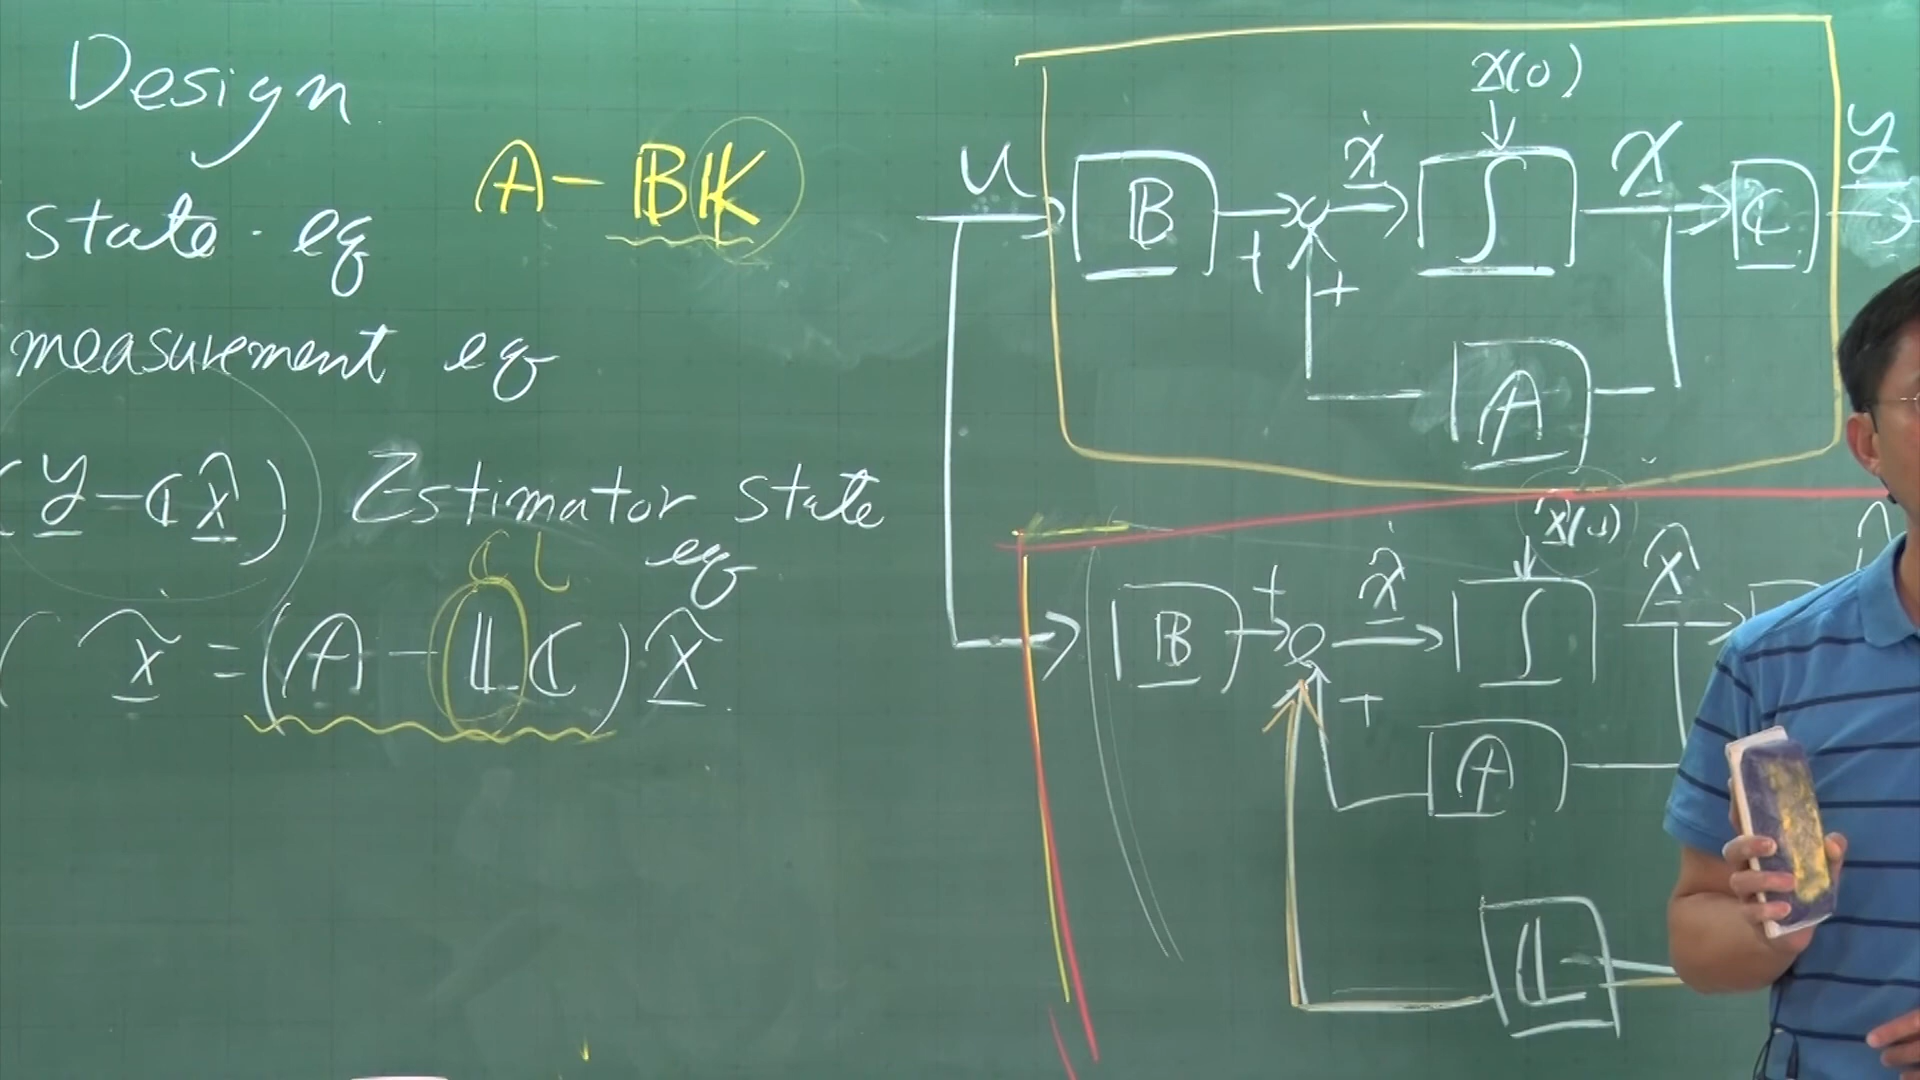 Design
State. eq
A - BK
measurement eq
(y - Cx̂) Estimator state
eq
( x̃̇ = (A - LC) x̃
x(0)
u
B
+
ẋ
∫
x
C
y
+
A
x̂(0)
B
+
x̂̇
∫
x̂
+
A
L